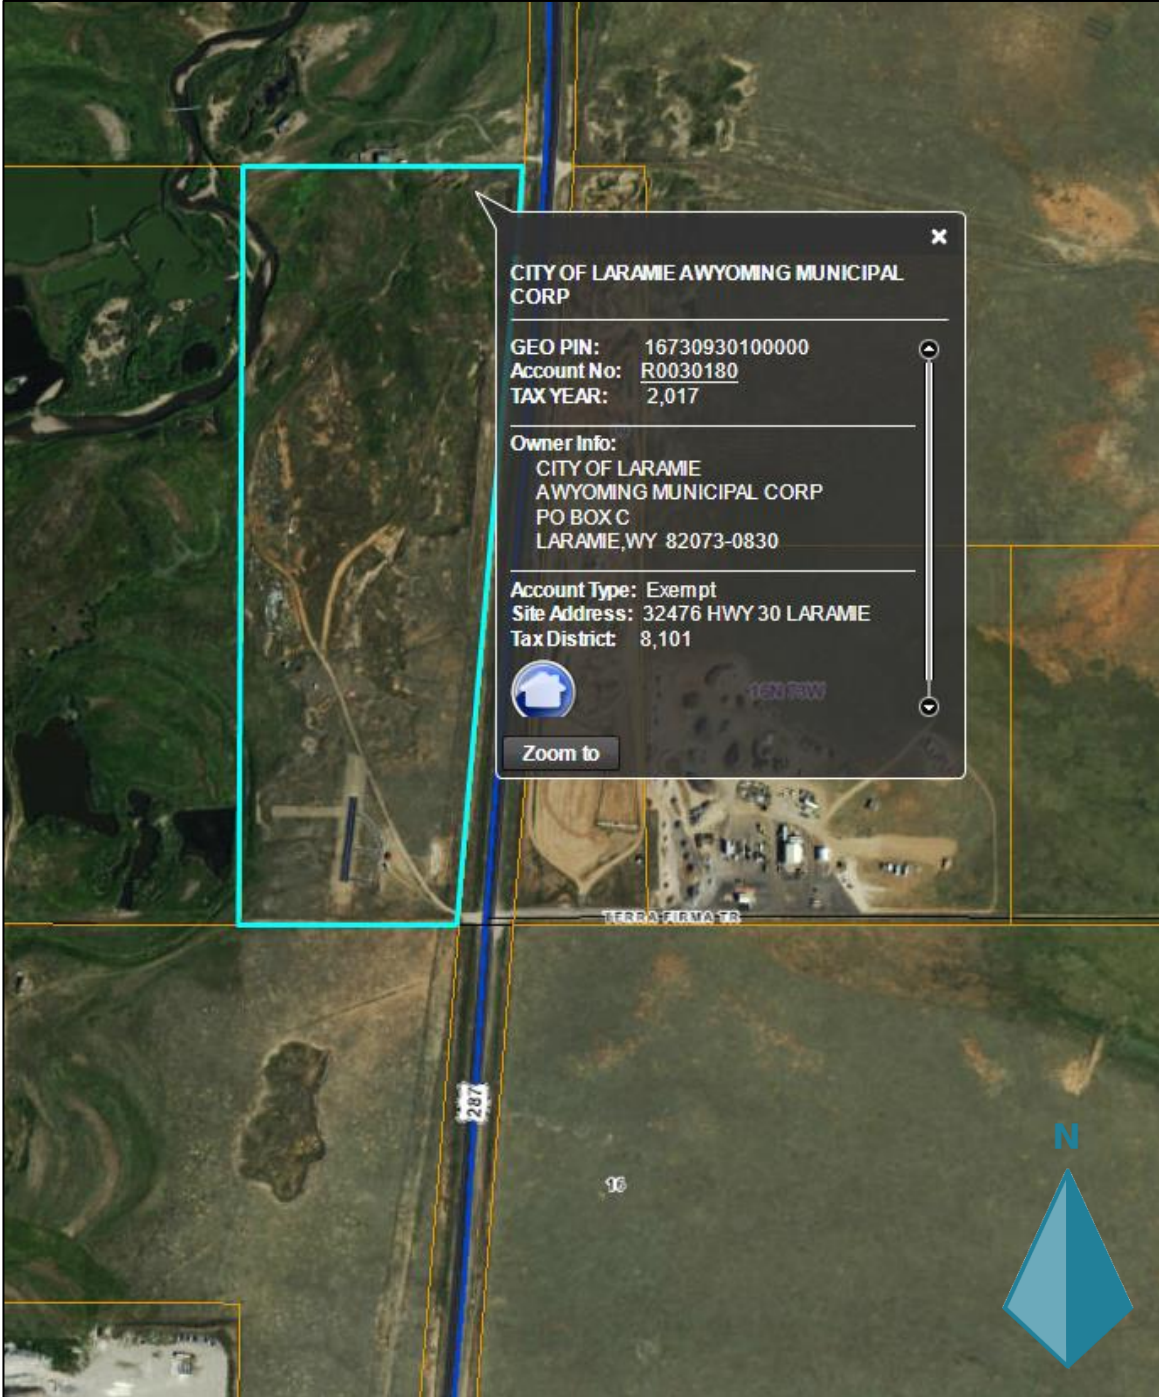 CITY OF LARAMIE AWYOMING MUNICIPAL
CORP
GEO PIN: 16730930100000
Account No: R0030180
TAX YEAR: 2,017
Owner Info:
CITY OF LARAMIE
AWYOMING MUNICIPAL CORP
PO BOX C
LARAMIE,WY 82073-0830
Account Type: Exempt
Site Address: 32476 HWY 30 LARAMIE
Tax District: 8,101
16N 73W
Zoom to
TERRA FIRMA TR
287
N
16